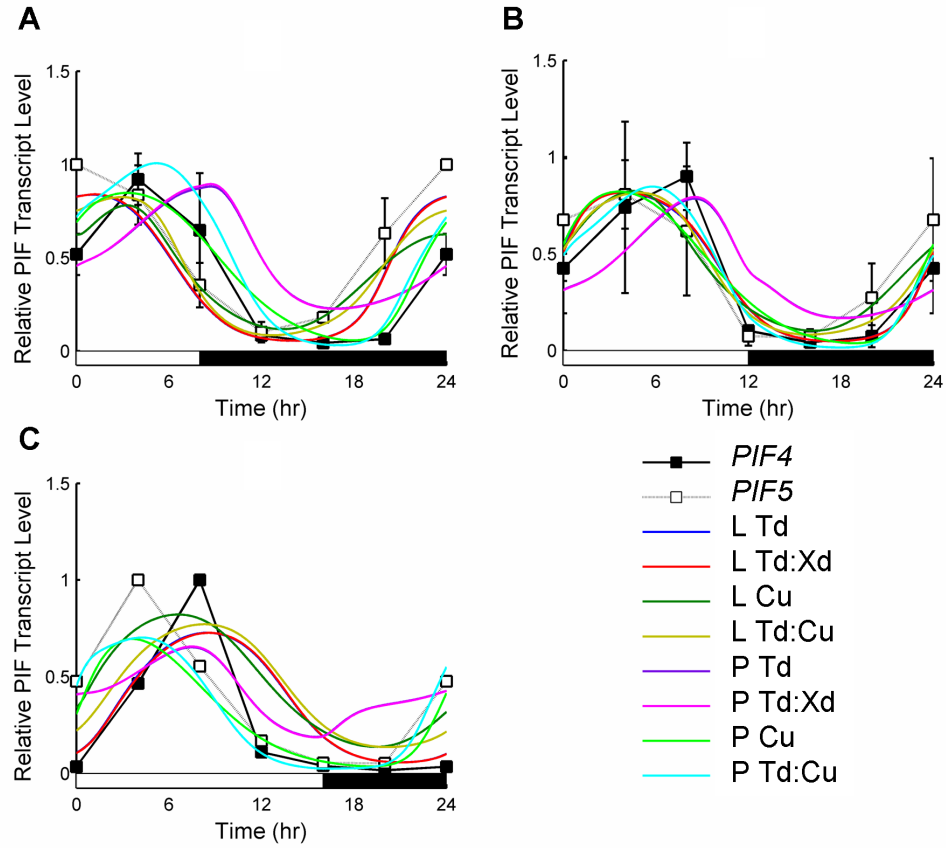 A
Relative PIF Transcript Level
1.5
1
0.5
0
0 6 12 18 24
Time (hr)
B
Relative PIF Transcript Level
1.5
1
0.5
0
0 6 12 18 24
Time (hr)
C
Relative PIF Transcript Level
1.5
1
0.5
0
0 6 12 18 24
Time (hr)
PIF4
PIF5
L Td
L Td:Xd
L Cu
L Td:Cu
P Td
P Td:Xd
P Cu
P Td:Cu